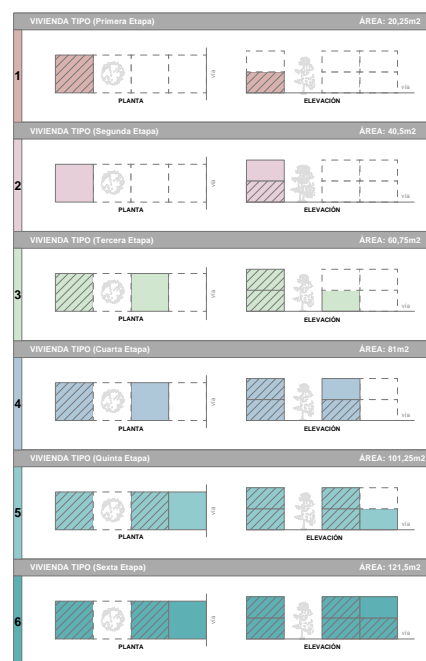 VIVIENDA TIPO (Primera Etapa) ÁREA: 20,25m2
1
vía
vía
PLANTA ELEVACIÓN
VIVIENDA TIPO (Segunda Etapa) ÁREA: 40,5m2
2
vía
vía
PLANTA ELEVACIÓN
VIVIENDA TIPO (Tercera Etapa) ÁREA: 60,75m2
3
vía
vía
PLANTA ELEVACIÓN
VIVIENDA TIPO (Cuarta Etapa) ÁREA: 81m2
4
vía
vía
PLANTA ELEVACIÓN
VIVIENDA TIPO (Quinta Etapa) ÁREA: 101,25m2
5
vía
vía
PLANTA ELEVACIÓN
VIVIENDA TIPO (Sexta Etapa) ÁREA: 121,5m2
6
vía
vía
PLANTA ELEVACIÓN